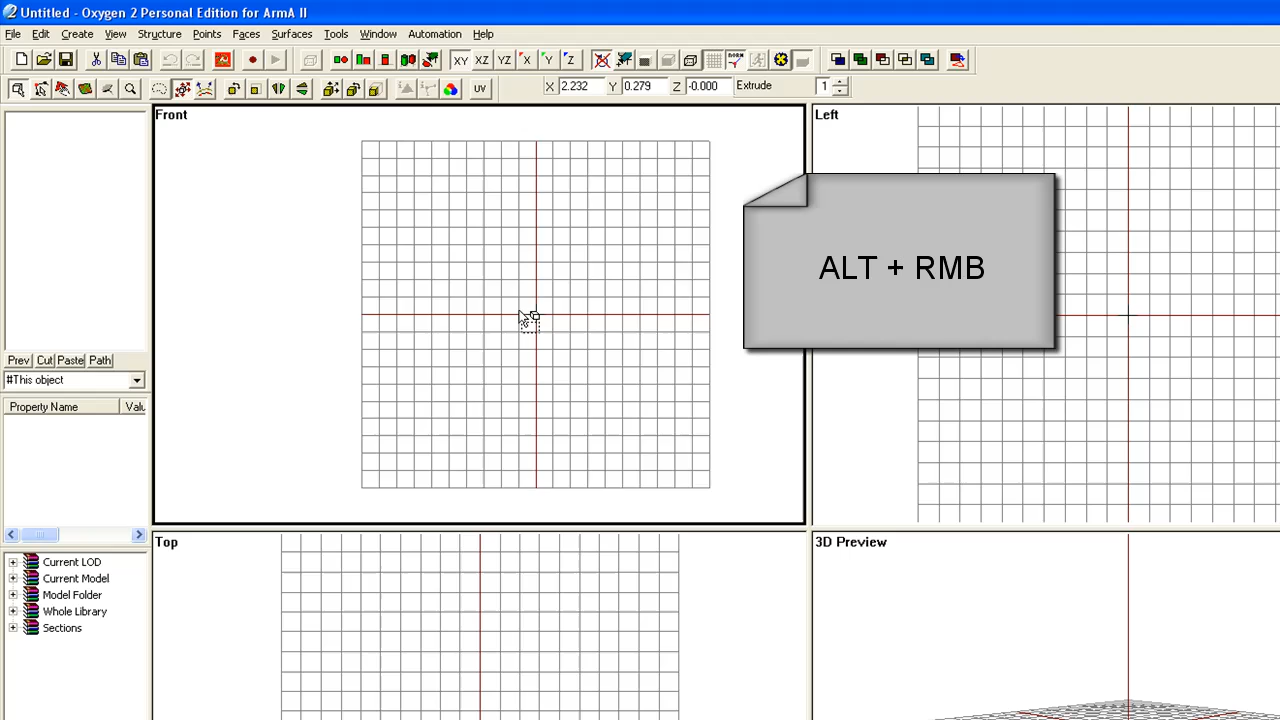 Untitled - Oxygen 2 Personal Edition for ArmA II
File Edit Create View Structure Points Faces Surfaces Tools Window Automation Help
XY XZ YZ X Y Z NORM
UV X 2.232 Y 0.279 Z -0.000 Extrude 1
Front
Left
ALT + RMB
Prev Cut Paste Path
#This object
Property Name Valu
Top
3D Preview
Current LOD
Current Model
Model Folder
Whole Library
Sections